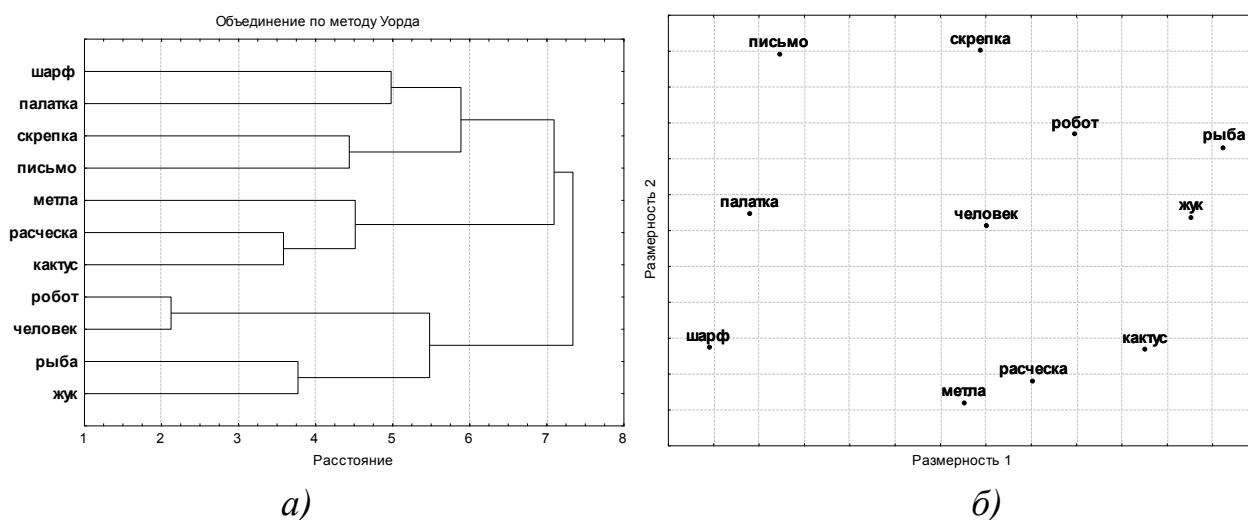 Объединение по методу Уорда
шарф
палатка
скрепка
письмо
метла
расческа
кактус
робот
человек
рыба
жук
1 2 3 4 5 6 7 8
Расстояние
а)
письмо
скрепка
робот
рыба
палатка
человек
жук
шарф
кактус
расческа
метла
Размерность 2
Размерность 1
б)